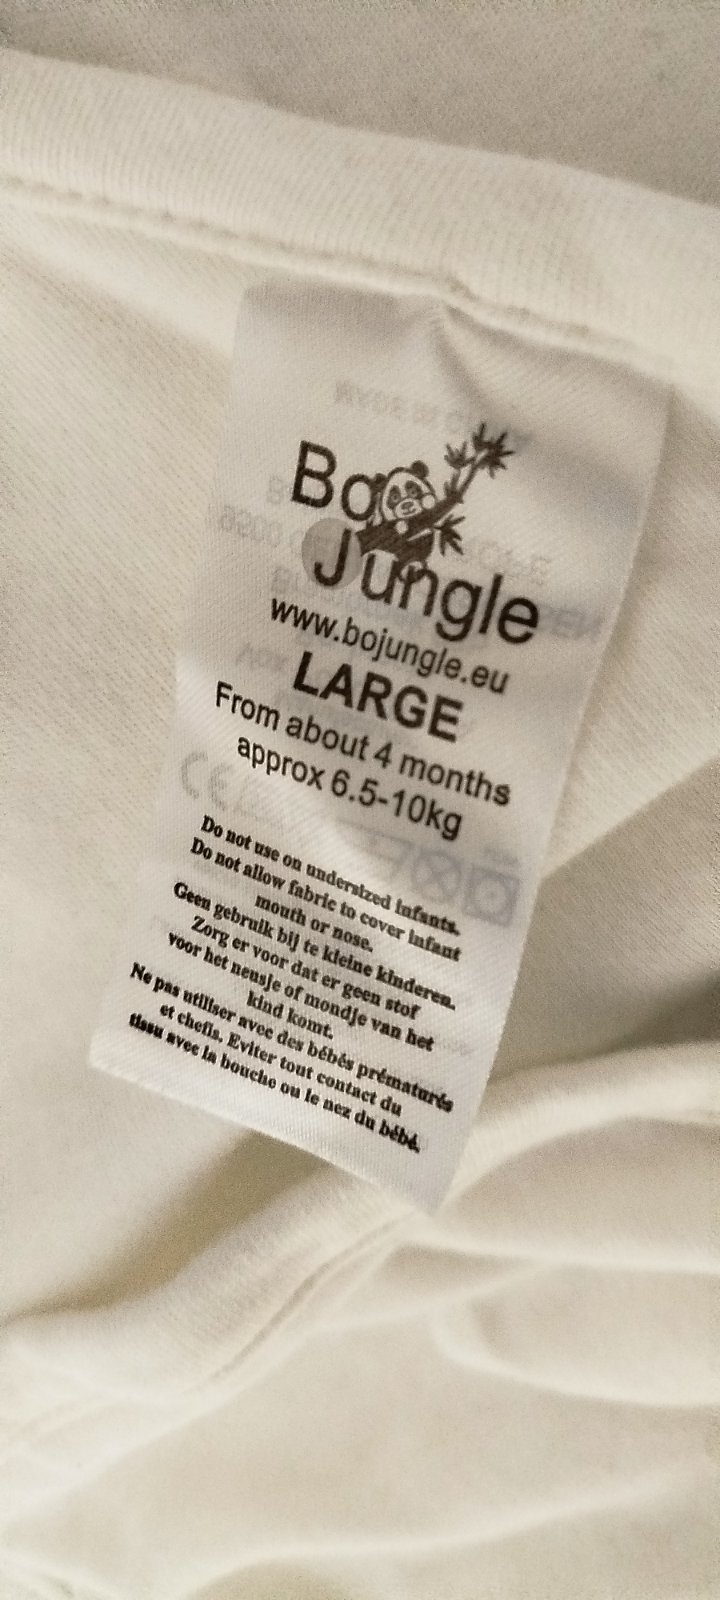 Bo
Jungle
www.bojungle.eu
LARGE
From about 4 months
approx 6.5-10kg
Do not use on undersized infants.
Do not allow fabric to cover infant
mouth or nose.
Geen gebruik bij te kleine kinderen.
Zorg er voor dat er geen stof
voor het neusje of mondje van het
kind komt.
Ne pas utiliser avec des bébés prématurés
et chefis. Eviter tout contact du
tissu avec la bouche ou le nez du bébé.